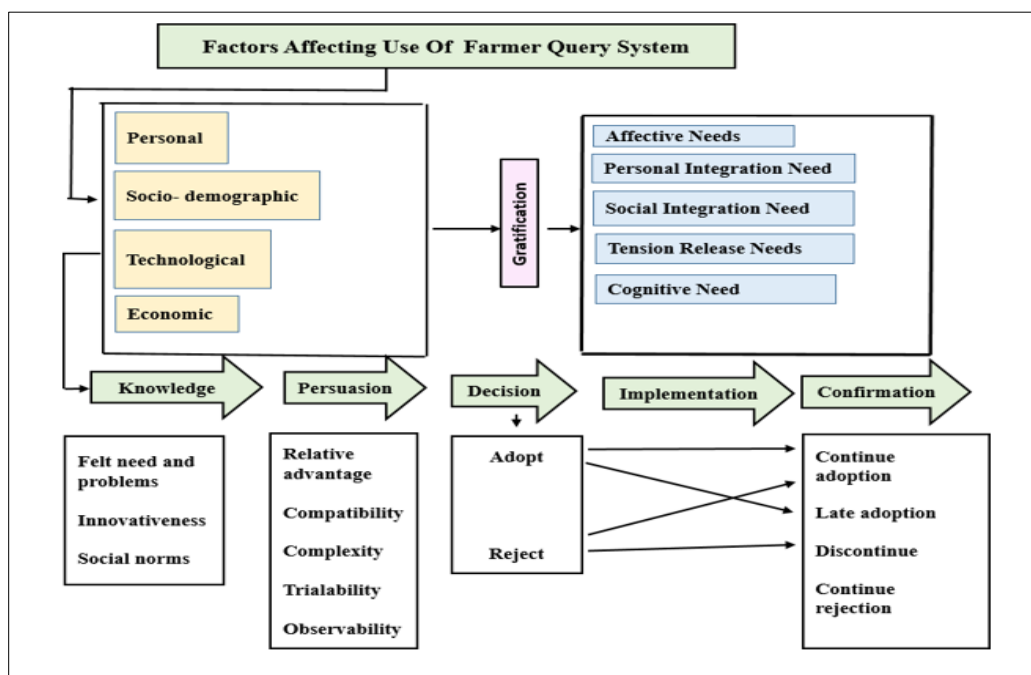 Factors Affecting Use Of Farmer Query System
Personal
Socio- demographic
Technological
Economic
Gratification
Affective Needs
Personal Integration Need
Social Integration Need
Tension Release Needs
Cognitive Need
Knowledge
Persuasion
Decision
Implementation
Confirmation
Felt need and
problems
Innovativeness
Social norms
Relative
advantage
Compatibility
Complexity
Trialability
Observability
Adopt
Reject
Continue
adoption
Late adoption
Discontinue
Continue
rejection